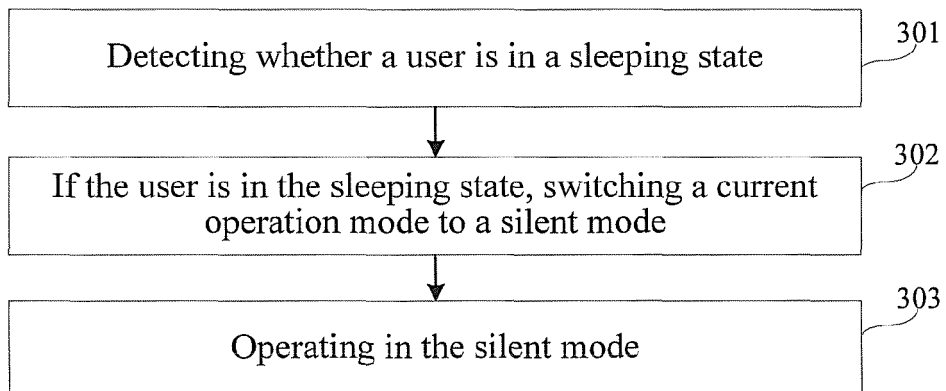 301
Detecting whether a user is in a sleeping state
302
If the user is in the sleeping state, switching a current
operation mode to a silent mode
303
Operating in the silent mode